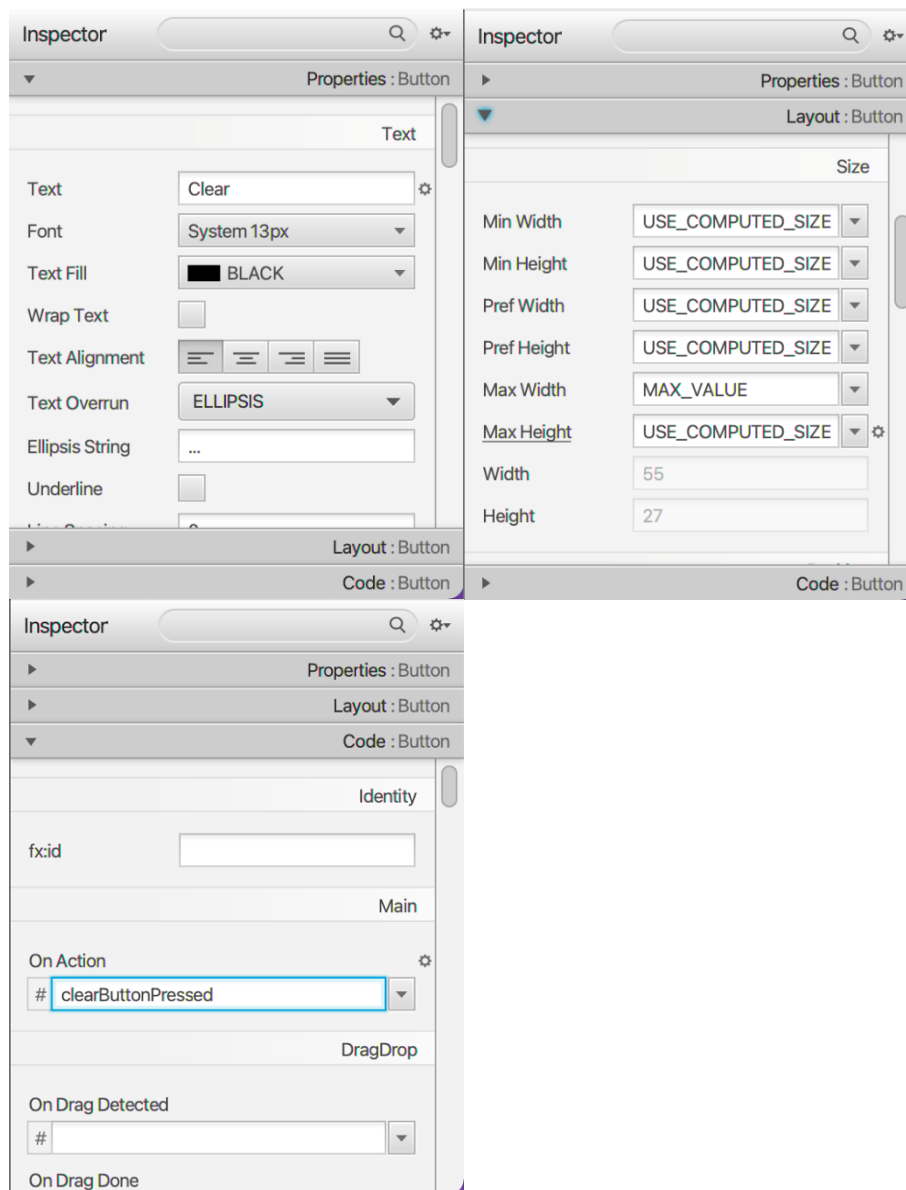 Inspector
Properties : Button
Text
Text Clear
Font System 13px
Text Fill BLACK
Wrap Text
Text Alignment
Text Overrun ELLIPSIS
Ellipsis String ...
Underline
Layout : Button
Code : Button
Inspector
Properties : Button
Layout : Button
Size
Min Width USE_COMPUTED_SIZE
Min Height USE_COMPUTED_SIZE
Pref Width USE_COMPUTED_SIZE
Pref Height USE_COMPUTED_SIZE
Max Width MAX_VALUE
Max Height USE_COMPUTED_SIZE
Width 55
Height 27
Code : Button
Inspector
Properties : Button
Layout : Button
Code : Button
Identity
fx:id
Main
On Action
# clearButtonPressed
DragDrop
On Drag Detected
#
On Drag Done